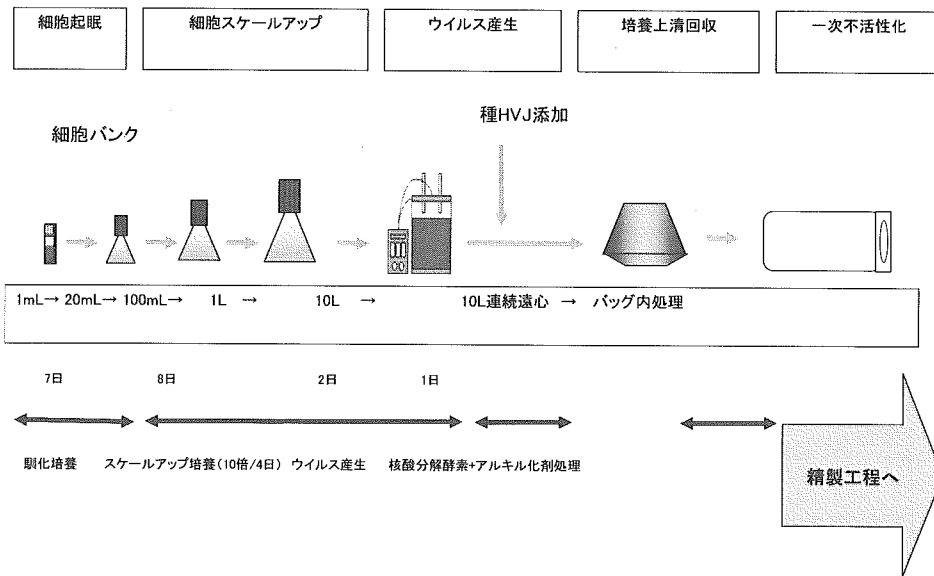 細胞起眠 細胞スケールアップ ウイルス産生 培養上清回収 一次不活性化
種HVJ添加
細胞バンク
1mL→ 20mL→ 100mL→ 1L → 10L → 10L連続遠心 → バッグ内処理
7日 8日 2日 1日
馴化培養 スケールアップ培養(10倍/4日) ウイルス産生 核酸分解酵素+アルキル化剤処理
精製工程へ